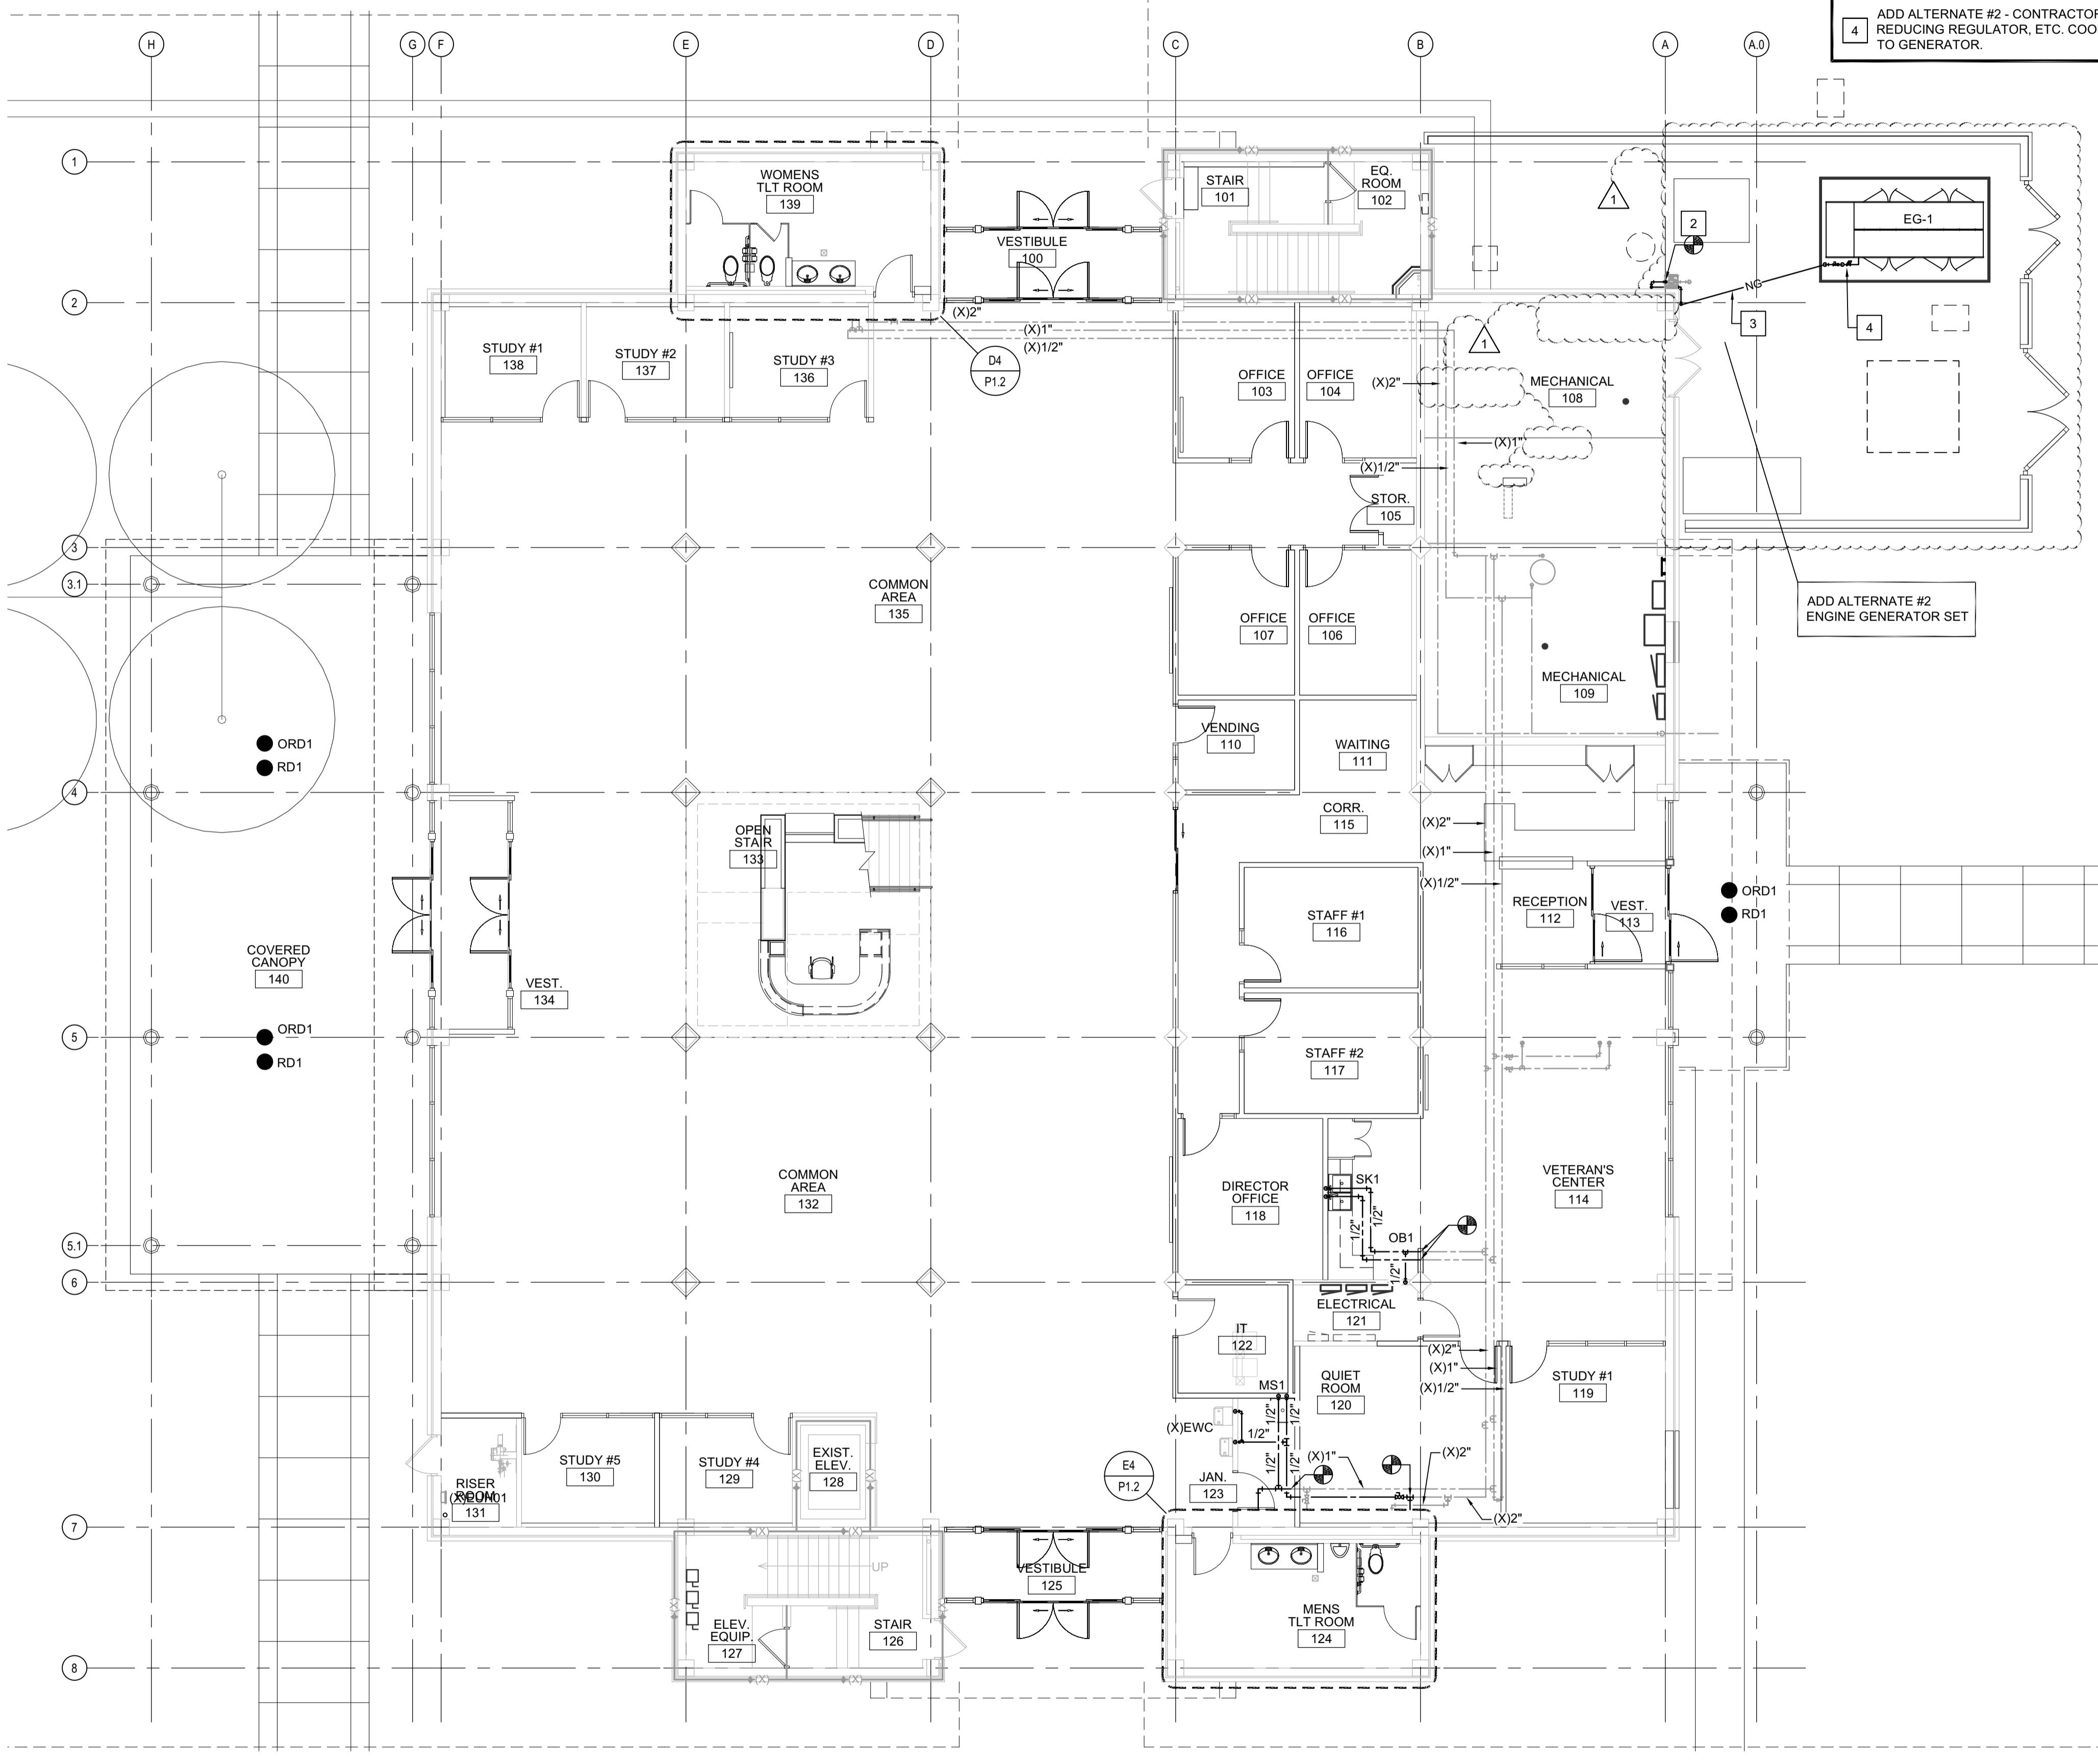 ADD ALTERNATE #2 - CONTRACTOR
4
REDUCING REGULATOR, ETC. COO
TO GENERATOR.
H
G
F
E
D
C
B
A
A.0
1
WOMENS
TLT ROOM
139
STAIR
101
EQ.
ROOM
102
1
2
EG-1
VESTIBULE
100
NG
2
(X)2"
(X)1"
(X)1/2"
3
4
1
STUDY #1
138
STUDY #2
137
STUDY #3
136
D4
P1.2
OFFICE
103
OFFICE
104
(X)2"
MECHANICAL
108
(X)1"
(X)1/2"
STOR.
105
3
3.1
COMMON
AREA
135
ADD ALTERNATE #2
ENGINE GENERATOR SET
OFFICE
107
OFFICE
106
MECHANICAL
109
VENDING
110
WAITING
111
ORD1
RD1
4
CORR.
115
OPEN
STAIR
133
(X)2"
(X)1"
(X)1/2"
ORD1
RD1
RECEPTION
112
VEST.
113
STAFF #1
116
COVERED
CANOPY
140
VEST.
134
5
ORD1
RD1
STAFF #2
117
COMMON
AREA
132
DIRECTOR
OFFICE
118
SK1
VETERAN'S
CENTER
114
1/2"
1/2"
OB1
5.1
6
1/2"
ELECTRICAL
121
IT
122
(X)2"
(X)1"
(X)1/2"
MS1
QUIET
ROOM
120
STUDY #1
119
1/2"
1/2"
(X)EWC
1/2"
STUDY #5
130
STUDY #4
129
EXIST.
ELEV.
128
E4
P1.2
1/2"
1/2"
(X)1"
(X)2"
RISER
ROOM
131
JAN.
123
(X)2"
7
UP
VESTIBULE
125
ELEV.
EQUIP.
127
STAIR
126
MENS
TLT ROOM
124
8